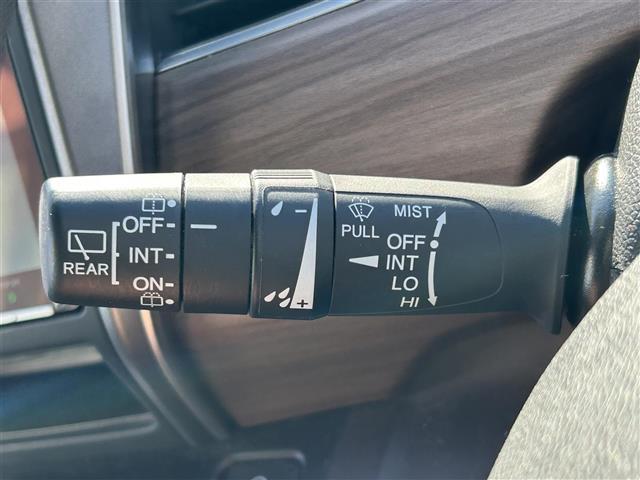 REAR
OFF
INT
ON
−
+
PULL
MIST
OFF
INT
LO
HI